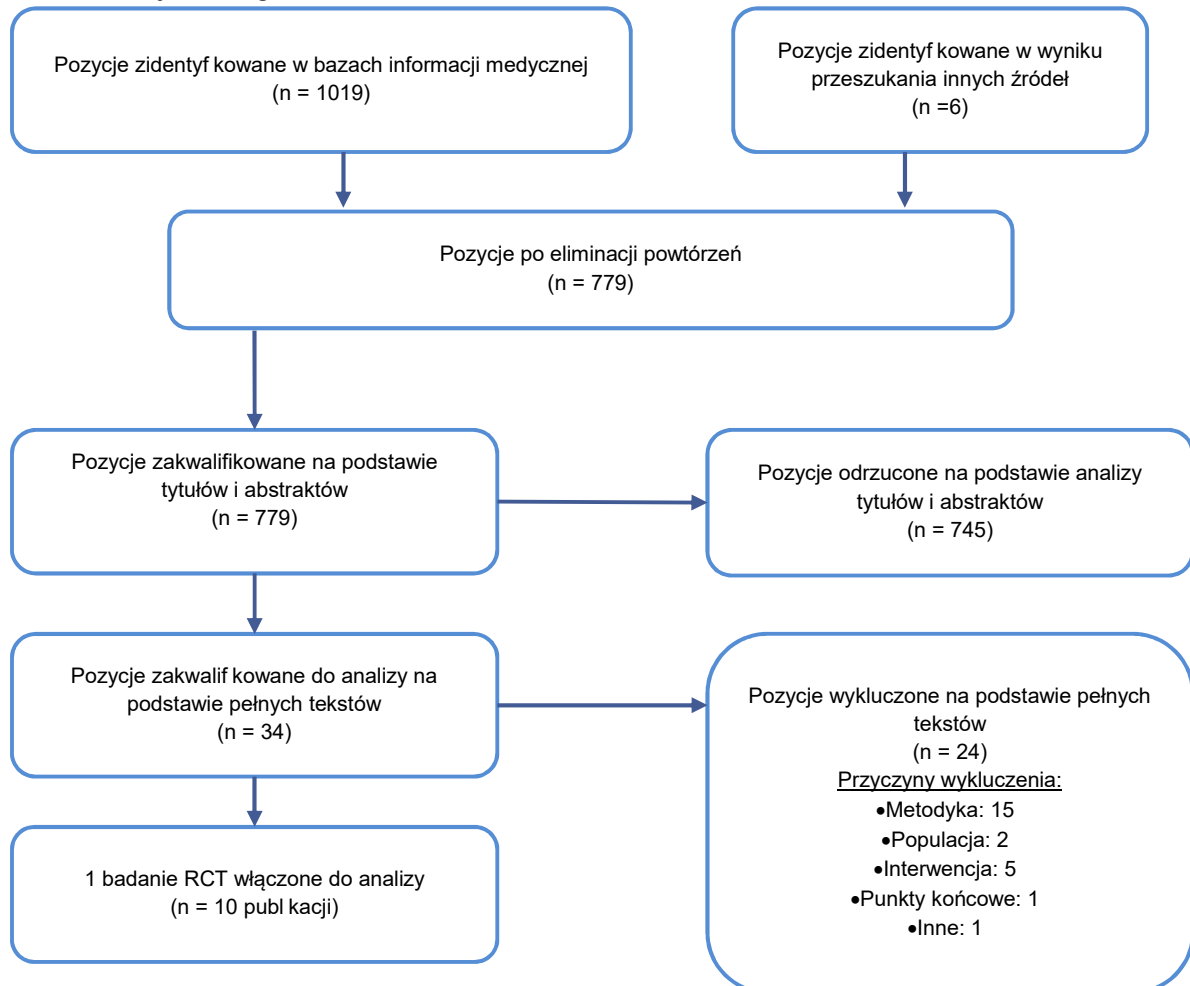 Pozycje zidentyf kowane w bazach informacji medycznej
(n = 1019)
Pozycje zidentyf kowane w wyniku
przeszukania innych źródeł
(n =6)
Pozycje po eliminacji powtórzeń
(n = 779)
Pozycje zakwalifikowane na podstawie
tytułów i abstraktów
(n = 779)
Pozycje odrzucone na podstawie analizy
tytułów i abstraktów
(n = 745)
Pozycje zakwalif kowane do analizy na
podstawie pełnych tekstów
(n = 34)
Pozycje wykluczone na podstawie pełnych
tekstów
(n = 24)
Przyczyny wykluczenia:
•Metodyka: 15
•Populacja: 2
•Interwencja: 5
•Punkty końcowe: 1
•Inne: 1
1 badanie RCT włączone do analizy
(n = 10 publ kacji)